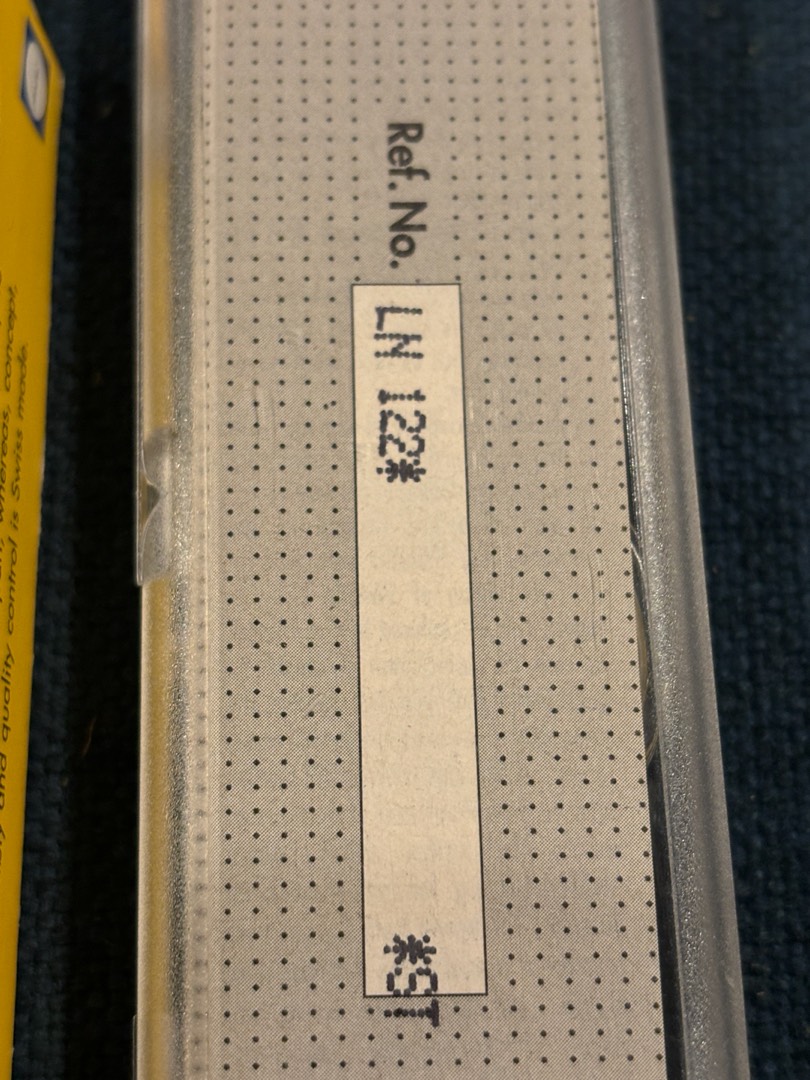 Ref. No. LN 122* *ST
whereas, concept,
and quality control is Swiss made.